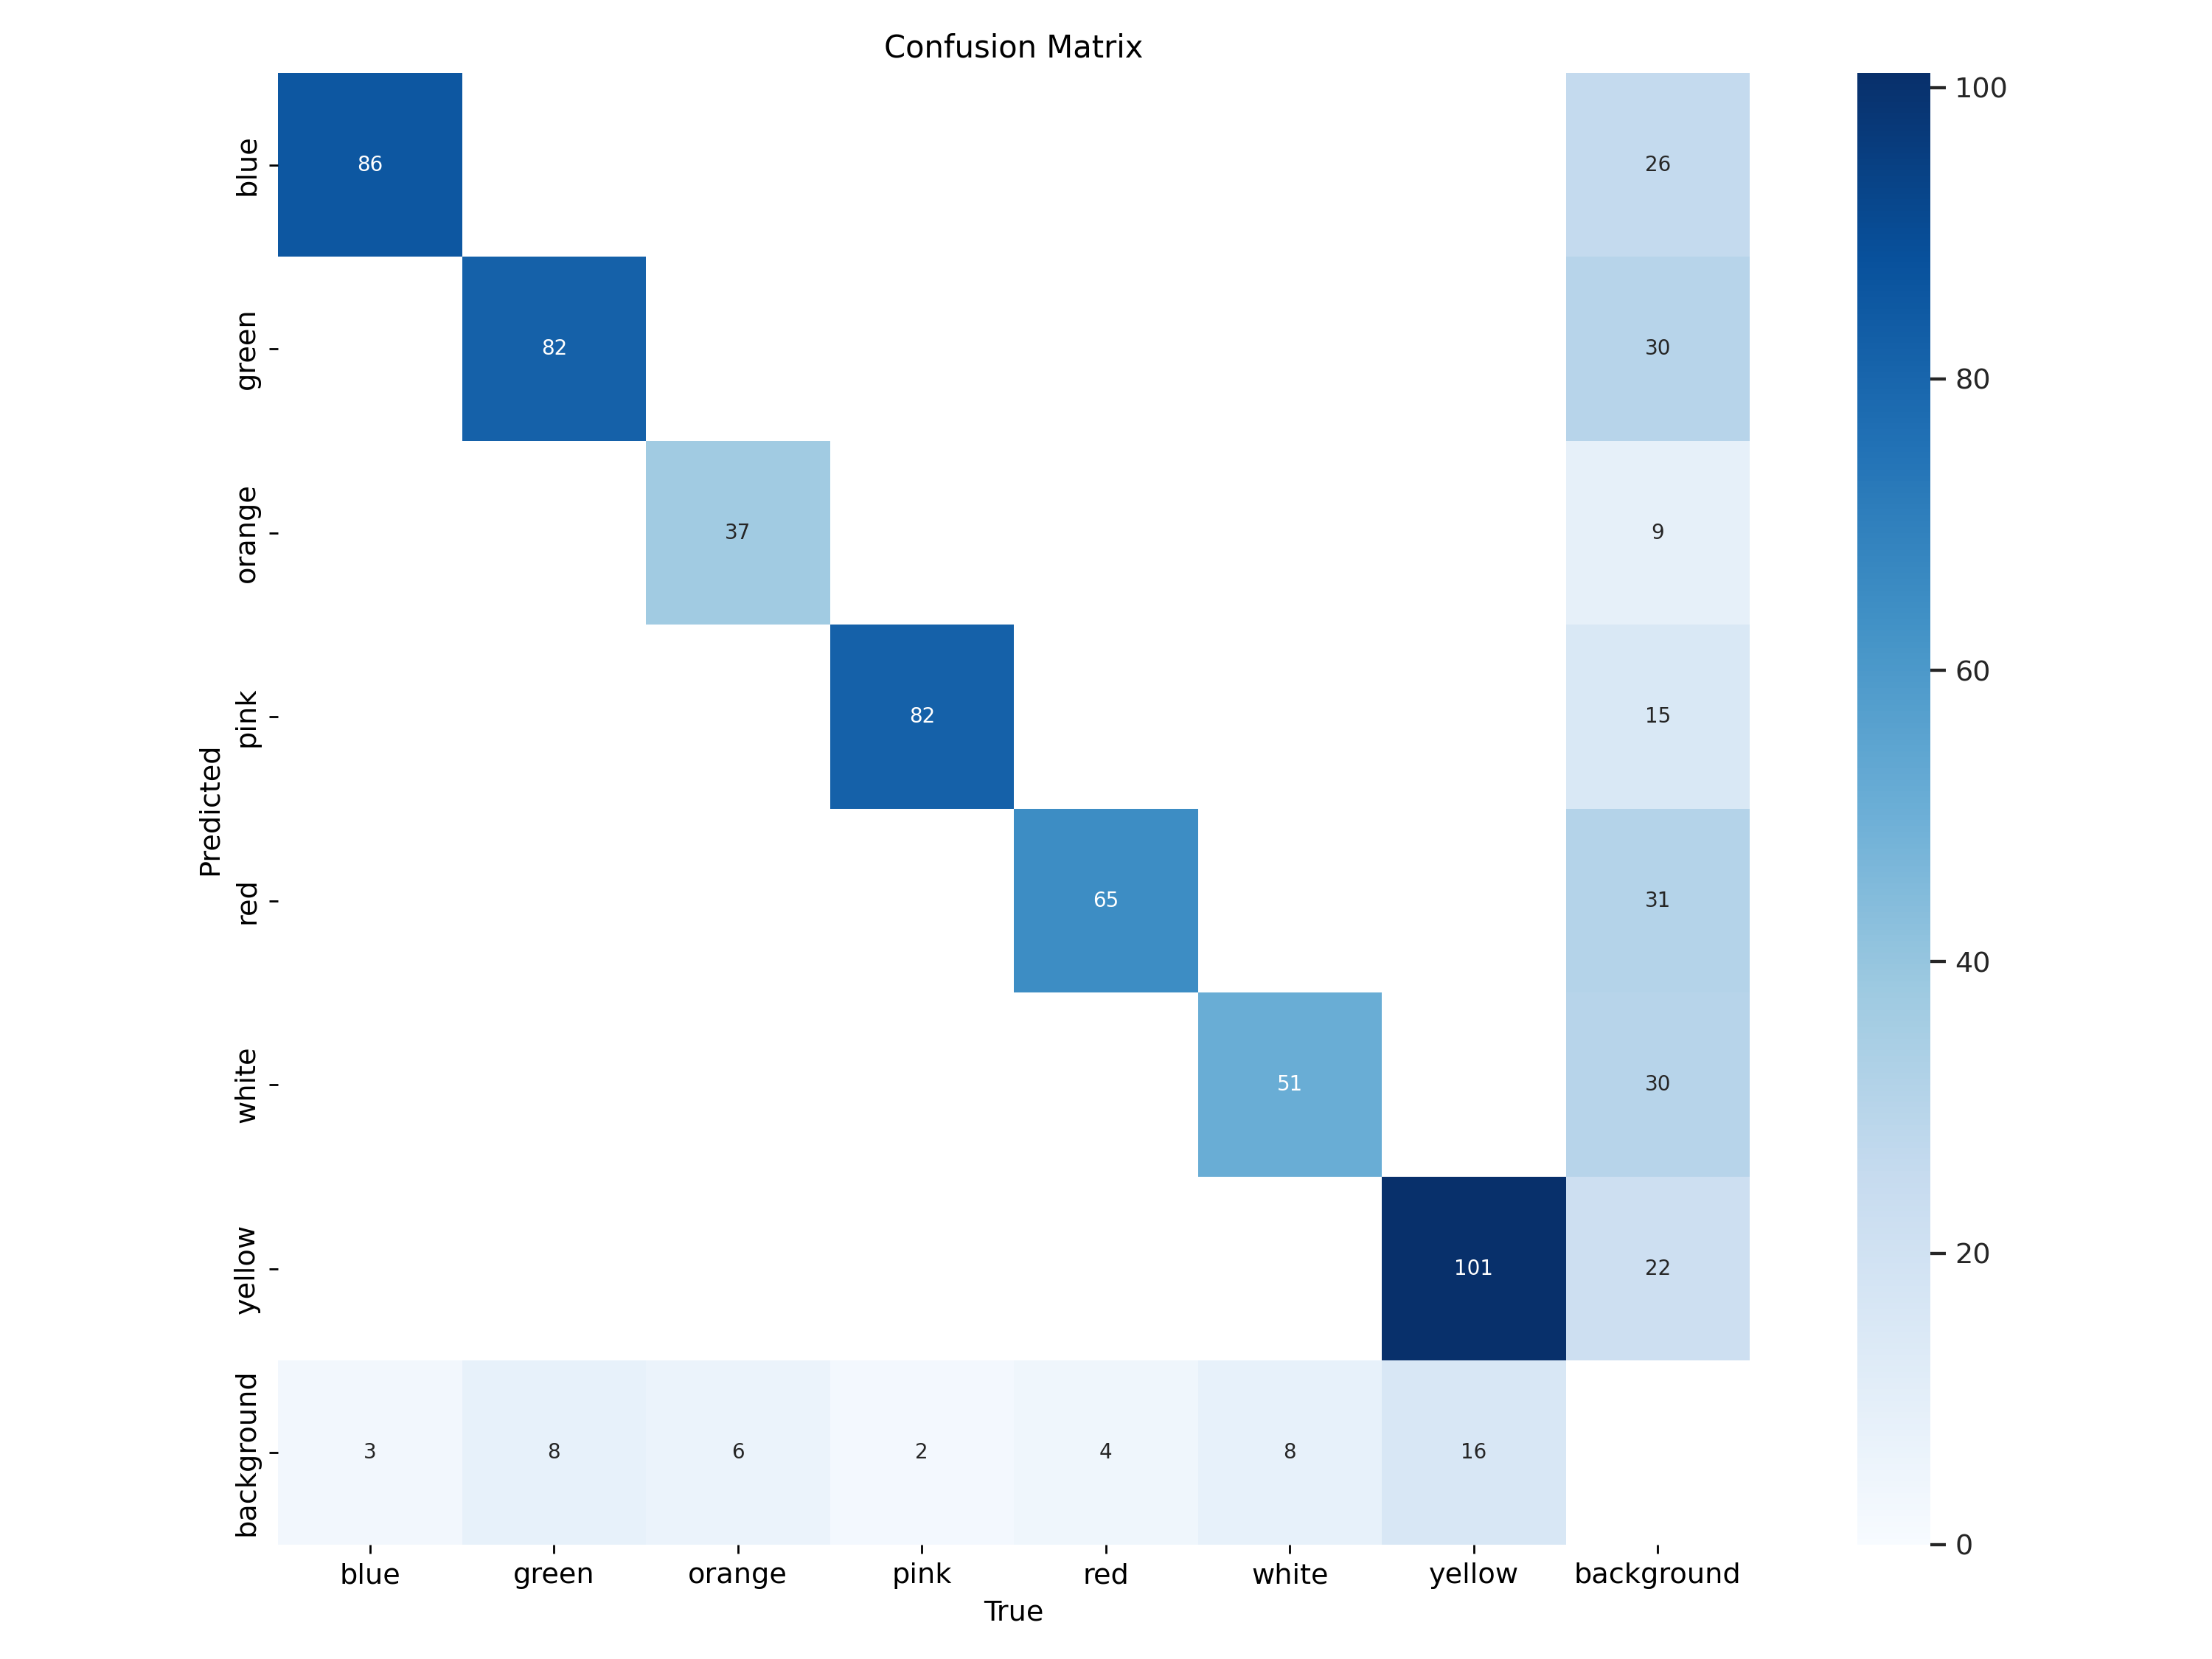 Confusion Matrix
blue 86 26
green 82 30
orange 37 9
pink 82 15
red 65 31
white 51 30
yellow 101 22
background 3 8 6 2 4 8 16
Predicted
blue green orange pink red white yellow background
True
100
80
60
40
20
0